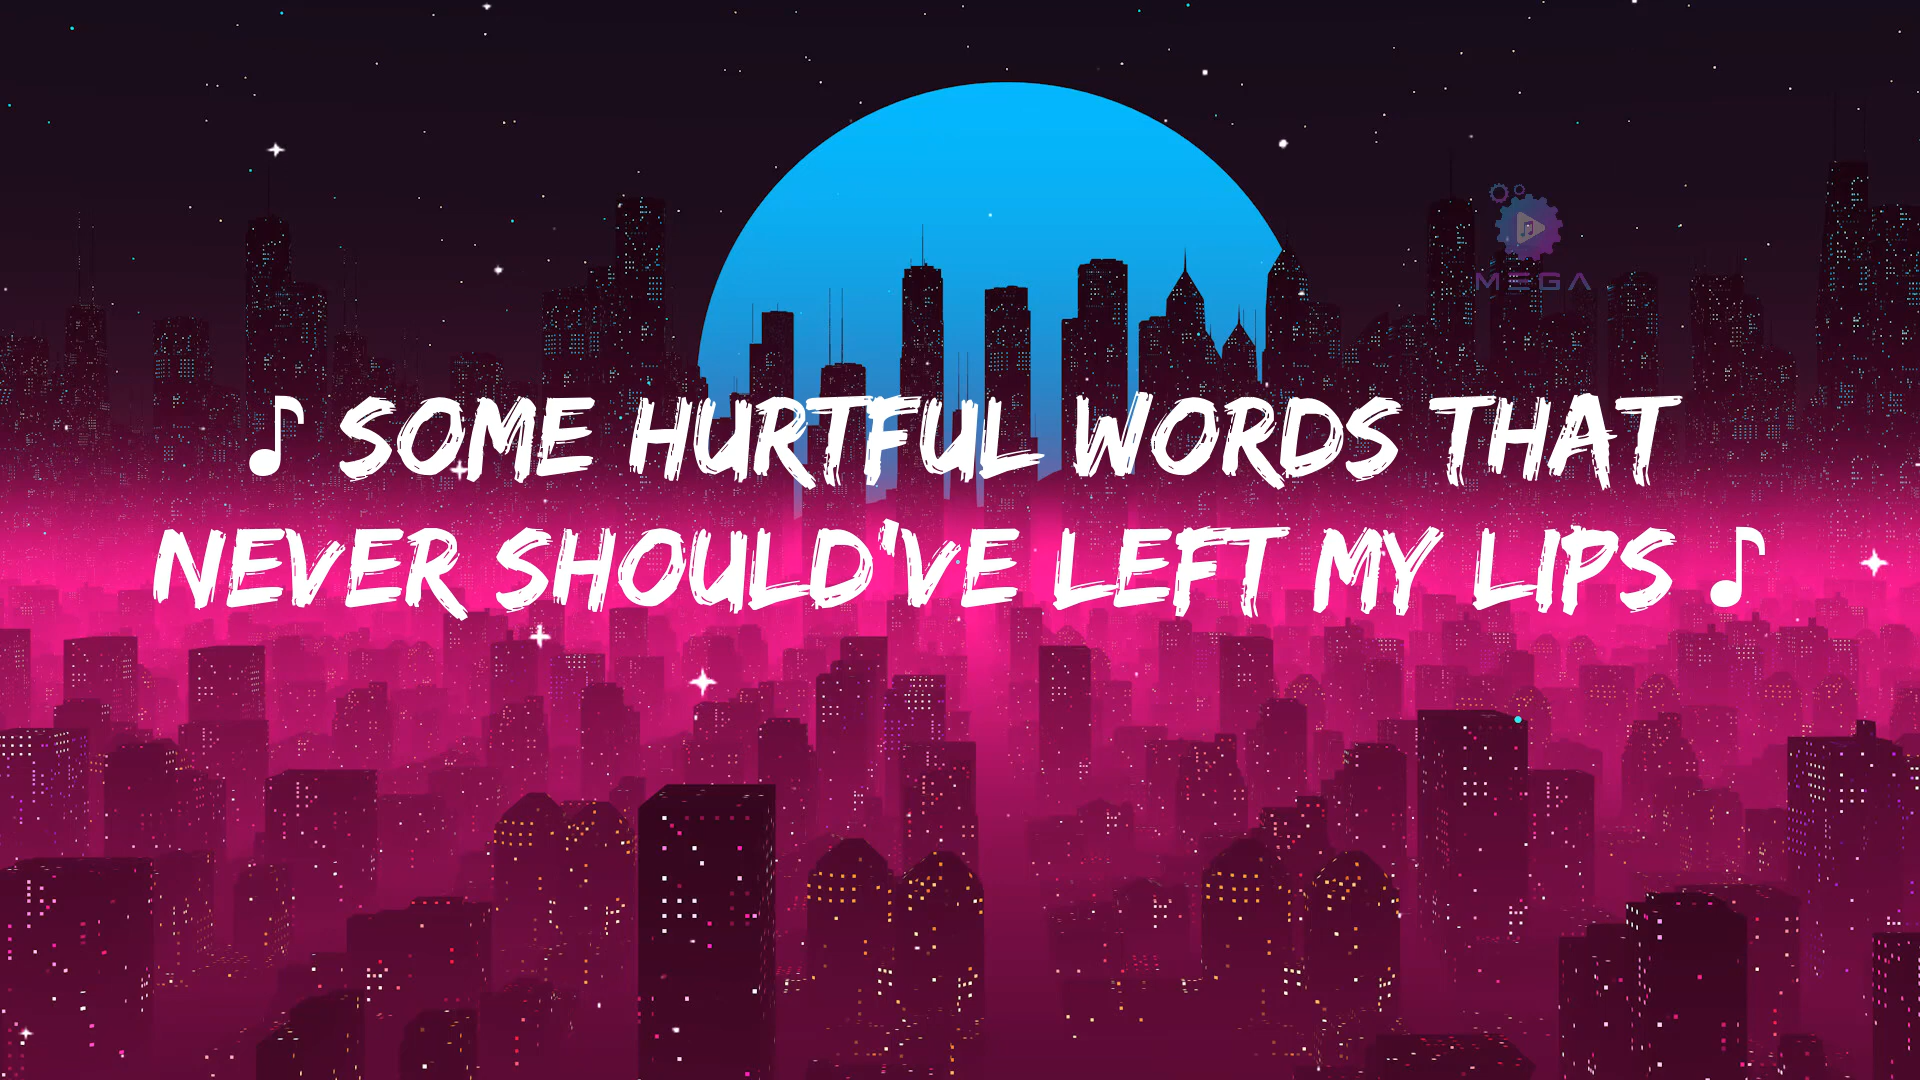 MEGA
♪ SOME HURTFUL WORDS THAT
NEVER SHOULD'VE LEFT MY LIPS ♪